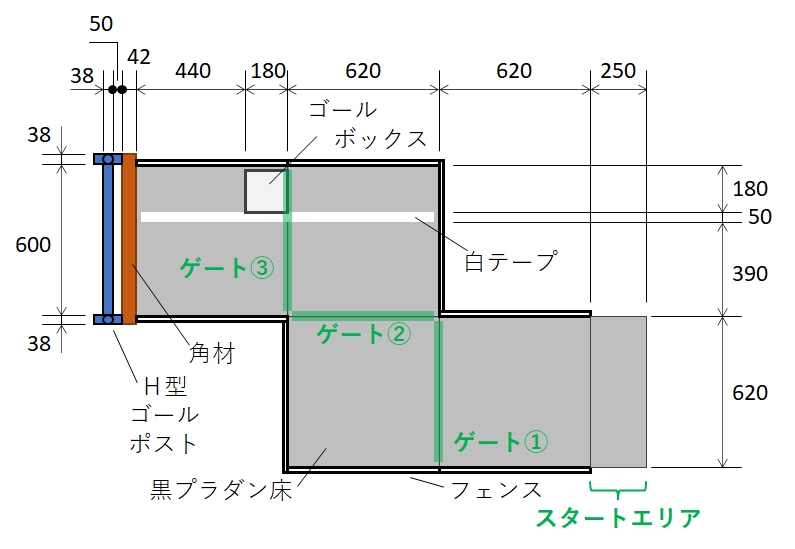 50
42
38
440
180
620
620
250
ゴール
ボックス
38
600
38
180
50
390
620
白テープ
ゲート③
ゲート②
ゲート①
角材
H型
ゴール
ポスト
黒プラダン床
フェンス
スタートエリア